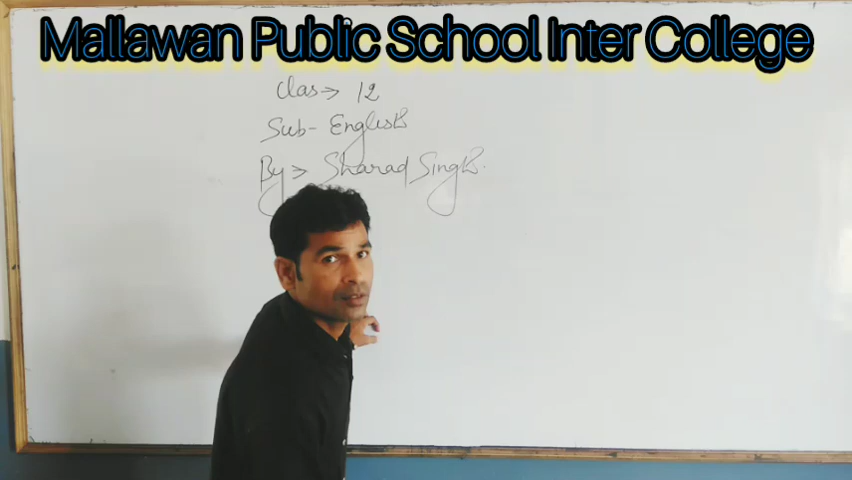 Mallawan Public School Inter College
Clas → 12
Sub- English
By → Sharad Singh.